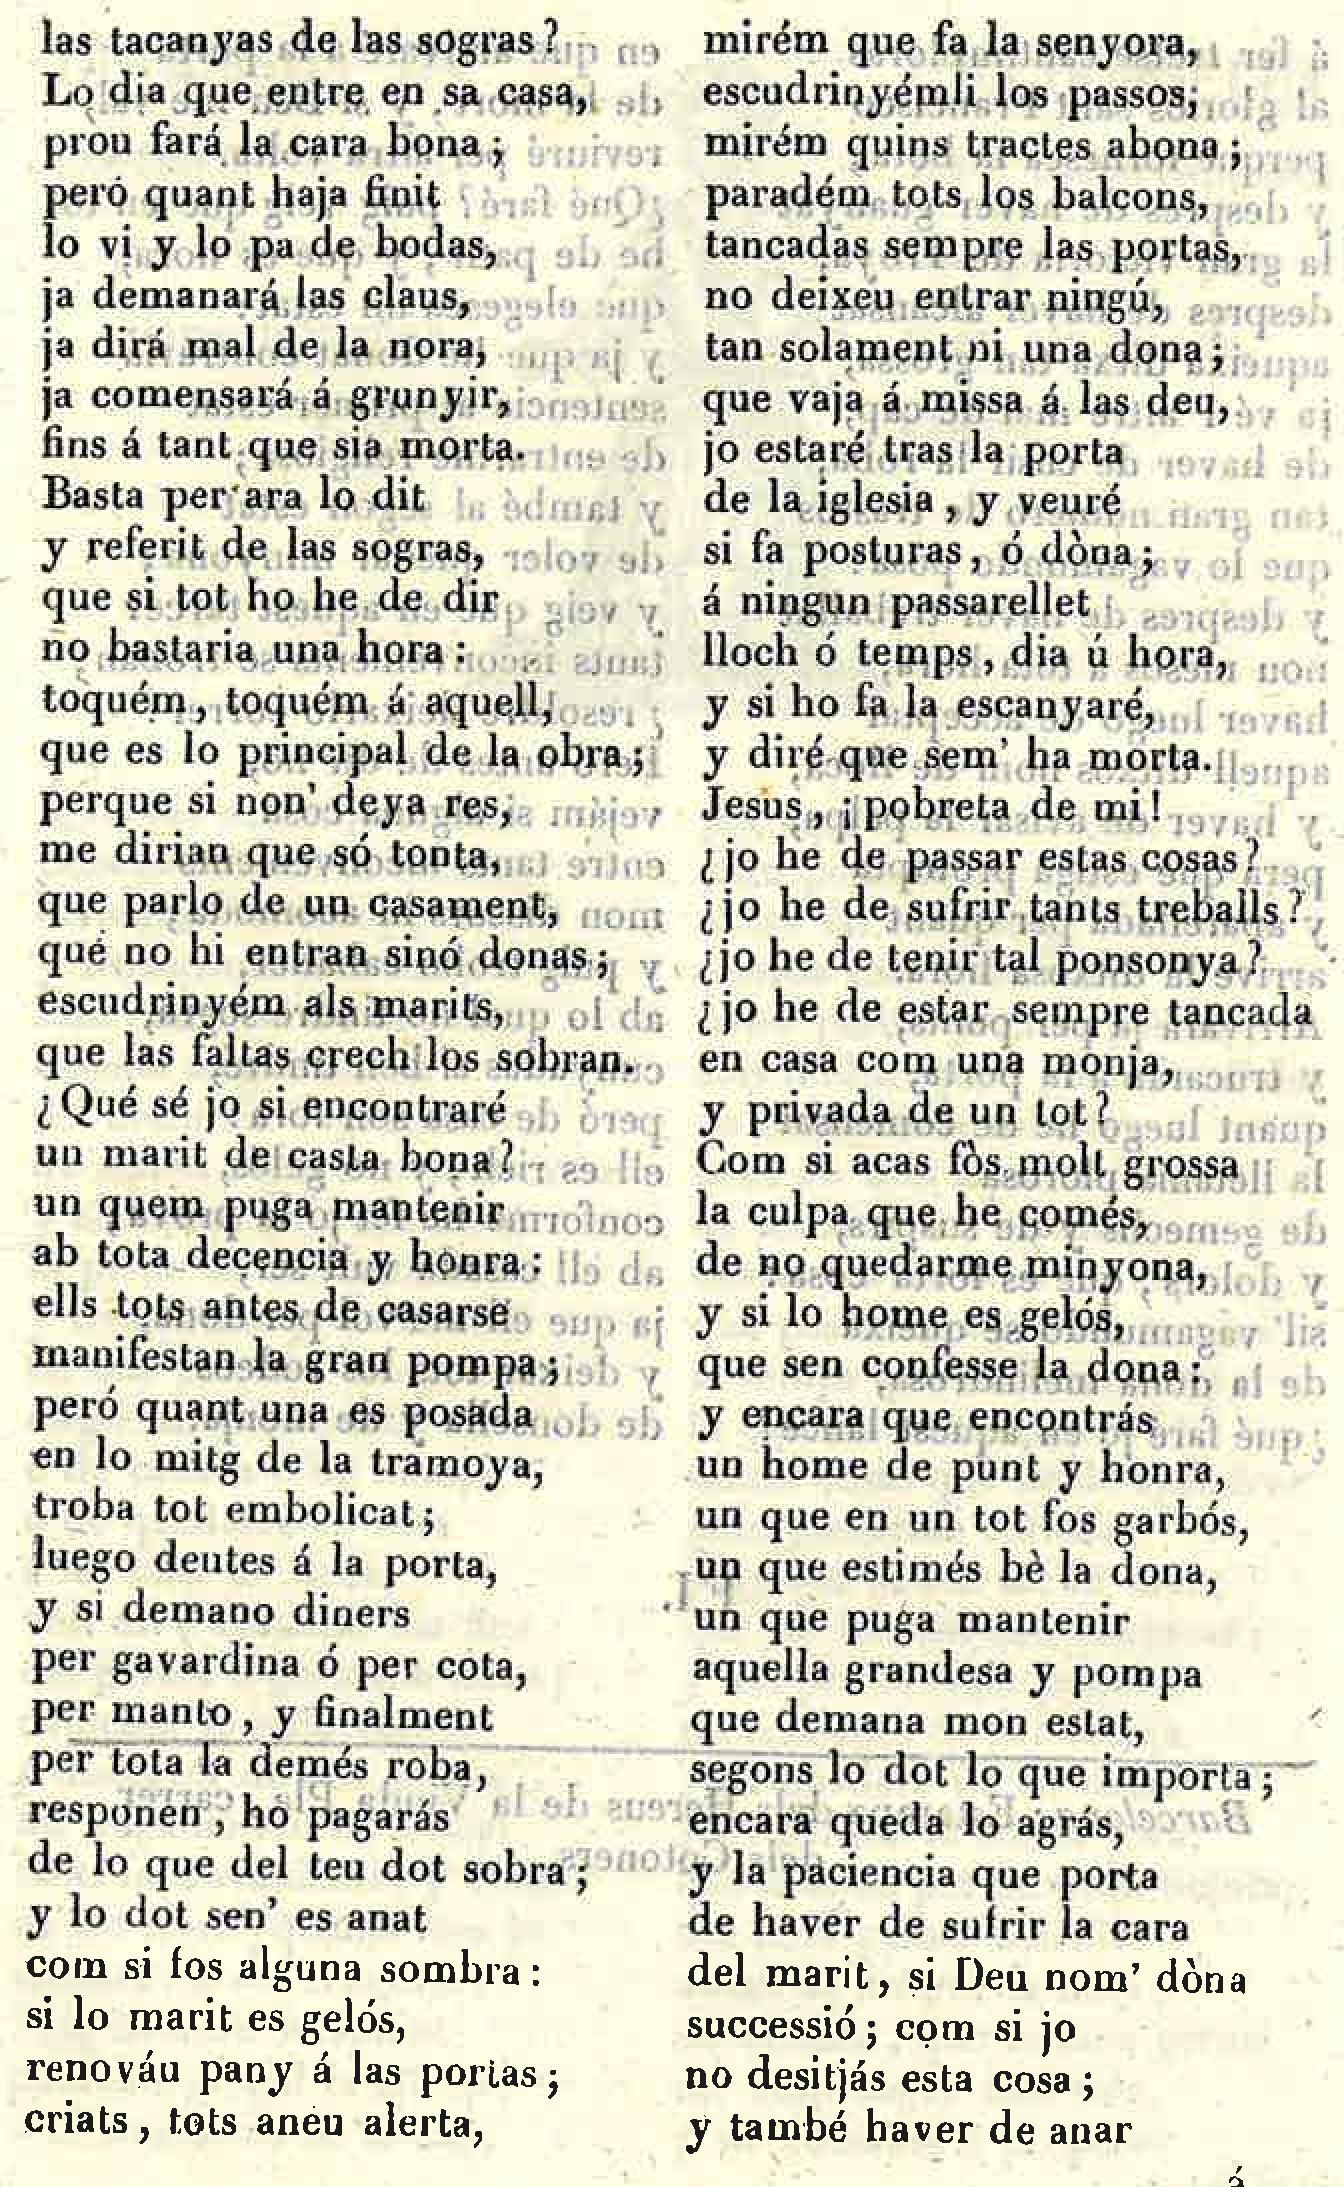 las tacanyas de las sogras?
Lo dia que entre en sa casa,
prou fará la cara bona;
peró quant haja finit
lo vi y lo pa de bodas,
ja demanará las claus,
ja dirá mal de la nora,
ja comensará á grunyir,
fins á tant que sia morta.
Basta per ara lo dit
y referit de las sogras,
que si tot ho he de dir
no bastaria una hora:
toquém, toquém á aquell,
que es lo principal de la obra;
perque si non' deya res,
me dirian que só tonta,
que parlo de un casament,
que no hi entran sinó donas;
escudrinyém als marits,
que las faltas crech los sobran.
¿Qué sé jo si encontraré
un marit de casta bona?
un quem puga mantenir
ab tota decencia y honra:
ells tots antes de casarse
manifestan la gran pompa;
peró quant una es posada
en lo mitg de la tramoya,
troba tot embolicat;
luego deutes á la porta,
y si demano diners
per gavardina ó per cota,
per manto, y finalment
per tota la demés roba,
responen, ho pagarás
de lo que del teu dot sobra;
y lo dot sen' es anat
com si fos alguna sombra:
si lo marit es gelós,
renováu pany á las portas;
criats, tots aneu alerta,
mirém que fa la senyora,
escudrinyémli los passos;
mirém quins tractes abona;
paradém tots los balcons,
tancadas sempre las portas,
no deixeu entrar ningú,
tan solament ni una dona;
que vaja á missa á las deu,
jo estaré tras la porta
de la iglesia, y veuré
si fa posturas, ó dòna;
á ningun passarellet
lloch ó temps, dia ú hora,
y si ho fa la escanyaré,
y diré que sem' ha morta.
Jesùs, ¡pobreta de mi!
¿jo he de passar estas cosas?
¿jo he de sufrir tants treballs?
¿jo he de tenir tal ponsonya?
¿jo he de estar sempre tancada
en casa com una monja,
y privada de un tot?
Com si acas fòs molt grossa
la culpa que he comés,
de no quedarme minyona,
y si lo home es gelós,
que sen confesse la dona:
y encara que encontrás
un home de punt y honra,
un que en un tot fos garbós,
un que estimés bè la dona,
un que puga mantenir
aquella grandesa y pompa
que demana mon estat,
segons lo dot lo que importa;
encara queda lo agrás,
y la paciencia que porta
de haver de sufrir la cara
del marit, si Deu nom' dòna
successió; com si jo
no desitjás esta cosa;
y també haver de anar
á